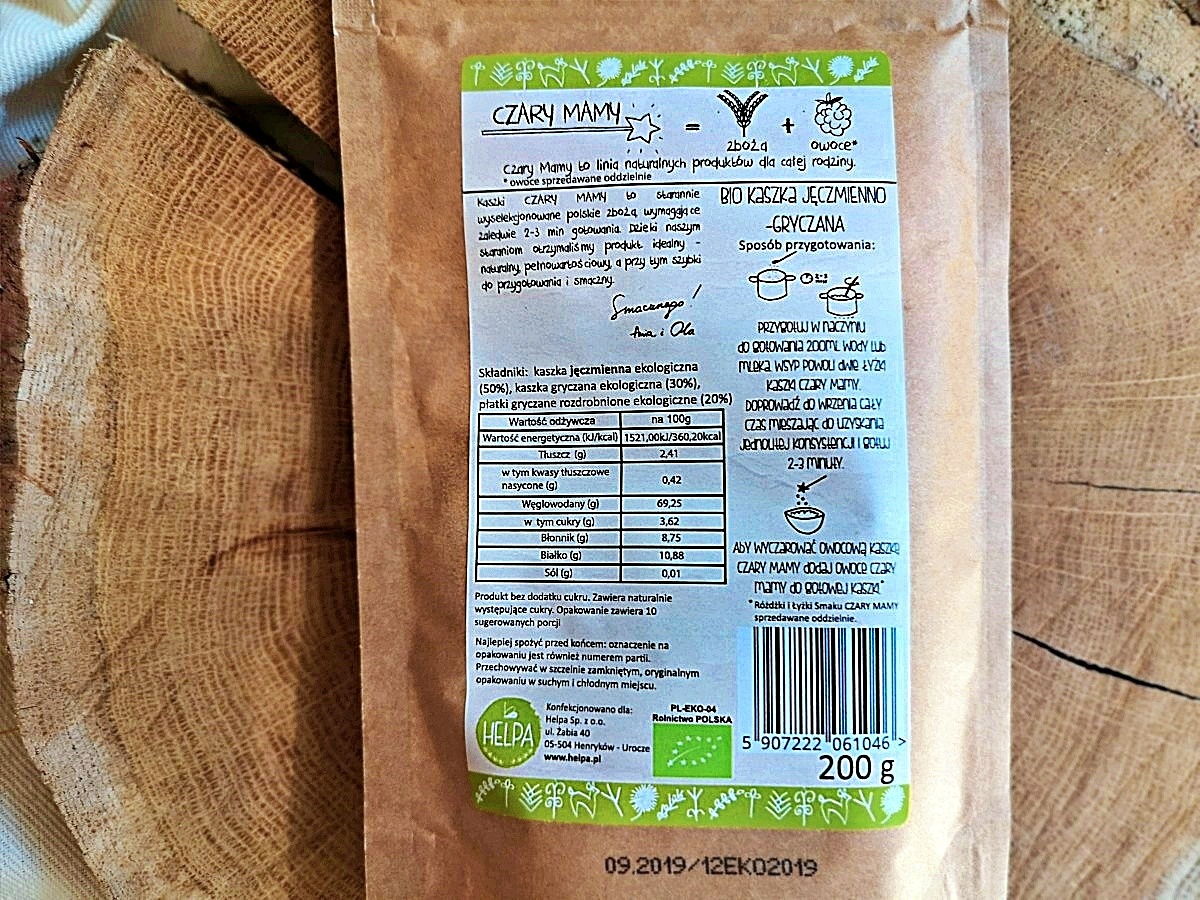 CZARY MAMY = +
zboża owoce*
Czary Mamy to linia naturalnych produktów dla całej rodziny.
* owoce sprzedawane oddzielnie
Kaszki CZARY MAMY to starannie
wyselekcjonowane polskie zboża, wymagające
zaledwie 2-3 min gotowania. Dzięki naszym
staraniom otrzymaliśmy produkt idealny -
naturalny, pełnowartościowy, a przy tym szybki
do przygotowania i smaczny.
Smacznego!
Ania i Ola
Składniki: kaszka jęczmienna ekologiczna
(50%), kaszka gryczana ekologiczna (30%),
płatki gryczane rozdrobnione ekologiczne (20%)
Wartość odżywcza na 100g
Wartość energetyczna (kJ/kcal) 1521,00kJ/360,20kcal
Tłuszcz (g) 2,41
w tym kwasy tłuszczowe
nasycone (g) 0,42
Węglowodany (g) 69,25
w tym cukry (g) 3,62
Błonnik (g) 8,75
Białko (g) 10,88
Sól (g) 0,01
Produkt bez dodatku cukru. Zawiera naturalnie
występujące cukry. Opakowanie zawiera 10
sugerowanych porcji
Najlepiej spożyć przed końcem: oznaczenie na
opakowaniu jest również numerem partii.
Przechowywać w szczelnie zamkniętym, oryginalnym
opakowaniu w suchym i chłodnym miejscu.
HELPA
Konfekcjonowano dla:
Helpa Sp. z o.o.
ul. Żabia 40
05-504 Henryków - Urocze
www.helpa.pl
PL-EKO-04
Rolnictwo POLSKA
BIO KASZKA JĘCZMIENNO
-GRYCZANA
Sposób przygotowania:
2-3
PRZYGOTUJ W NACZYNIU
DO GOTOWANIA 200ML WODY LUB
MLEKA. WSYP POWOLI DWIE ŁYŻKI
KASZKI CZARY MAMY.
DOPROWADŹ DO WRZENIA CAŁY
CZAS MIESZAJĄC DO UZYSKANIA
JEDNOLITEJ KONSYSTENCJI I GOTUJ
2-3 MINUTY.
ABY WYCZAROWAĆ OWOCOWĄ KASZKĘ
CZARY MAMY DODAJ OWOCE CZARY
MAMY DO GOTOWEJ KASZKI.*
* Różdżki i Łyżki Smaku CZARY MAMY
sprzedawane oddzielnie.
5 907222 061046 >
200 g
09.2019/12EKO2019